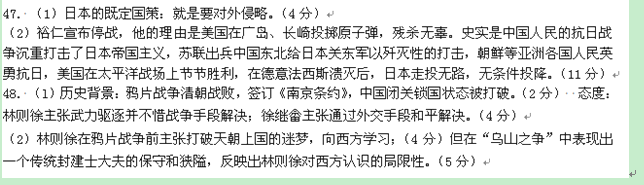 47. （1）日本的既定国策：就是要对外侵略。（4 分）
（2）裕仁宣布停战，他的理由是美国在广岛、长崎投掷原子弹，残杀无辜。史实是中国人民的抗日战
争沉重打击了日本帝国主义，苏联出兵中国东北给日本关东军以歼灭性的打击，朝鲜等亚洲各国人民英
勇抗日，美国在太平洋战场上节节胜利，在德意法西斯溃灭后，日本走投无路，无条件投降。（11 分）
48. （1）历史背景：鸦片战争清朝战败，签订《南京条约》，中国闭关锁国状态被打破。（2 分） 态度：
林则徐主张武力驱逐并不惜战争手段解决；徐继畬主张通过外交手段和平解决。（4 分）
（2）林则徐在鸦片战争前主张打破天朝上国的迷梦，向西方学习；（4 分）但在“乌山之争”中表现出
一个传统封建士大夫的保守和狭隘，反映出林则徐对西方认识的局限性。（5 分）